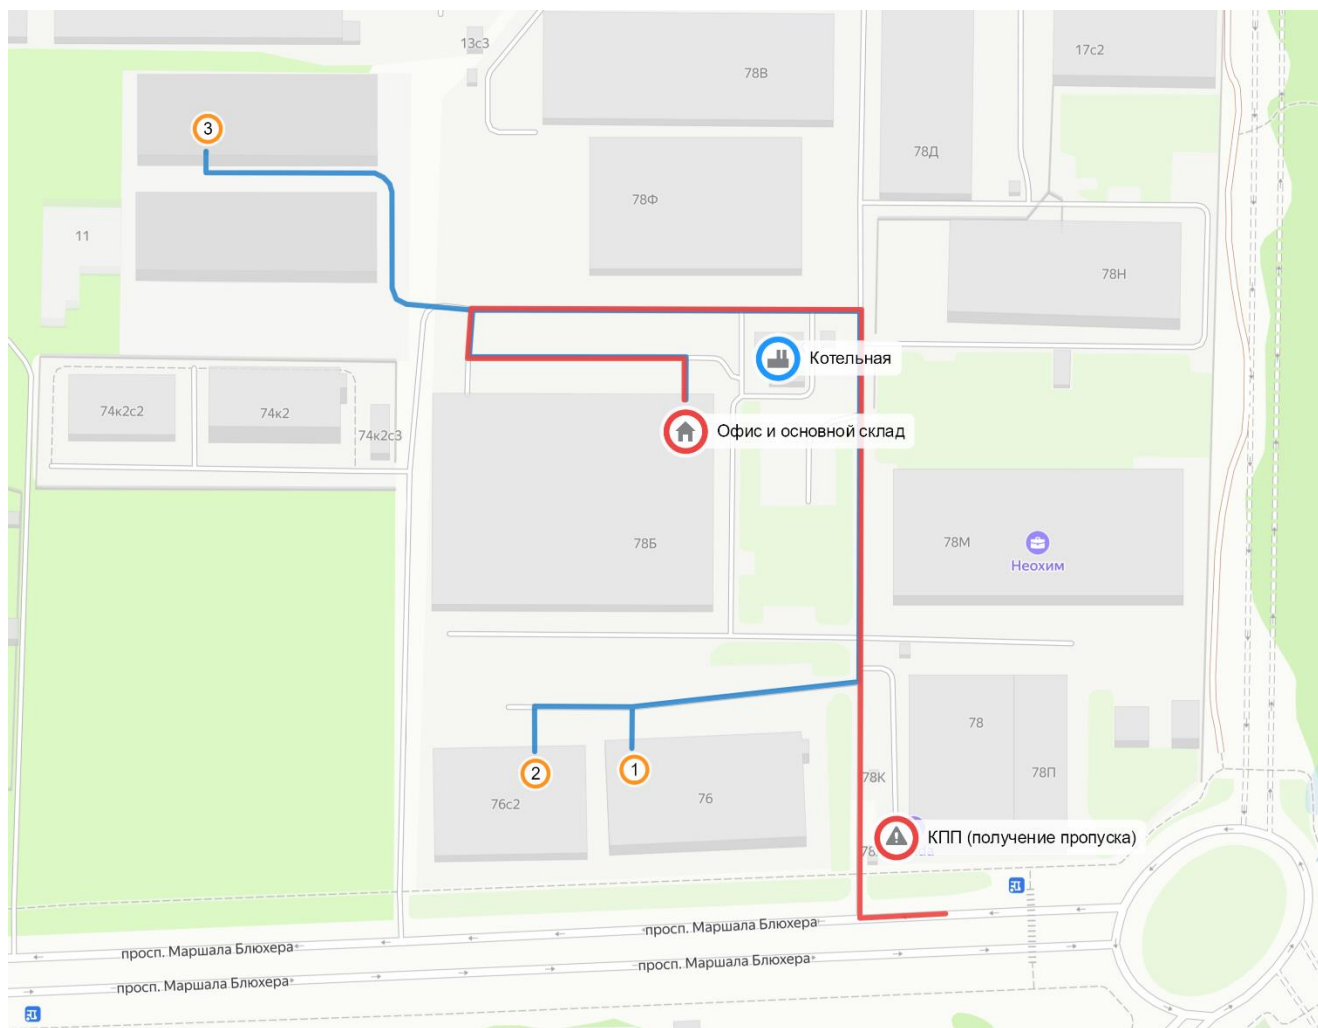 13с3
17с2
78В
3
78Д
78Ф
11
78Н
Котельная
74к2с2
74к2
74к2с3
Офис и основной склад
78Б
78М
Неохим
78
78П
2
1
78К
76с2
76
КПП (получение пропуска)
78
просп. Маршала Блюхера
просп. Маршала Блюхера
просп. Маршала Блюхера
просп. Маршала Блюхера